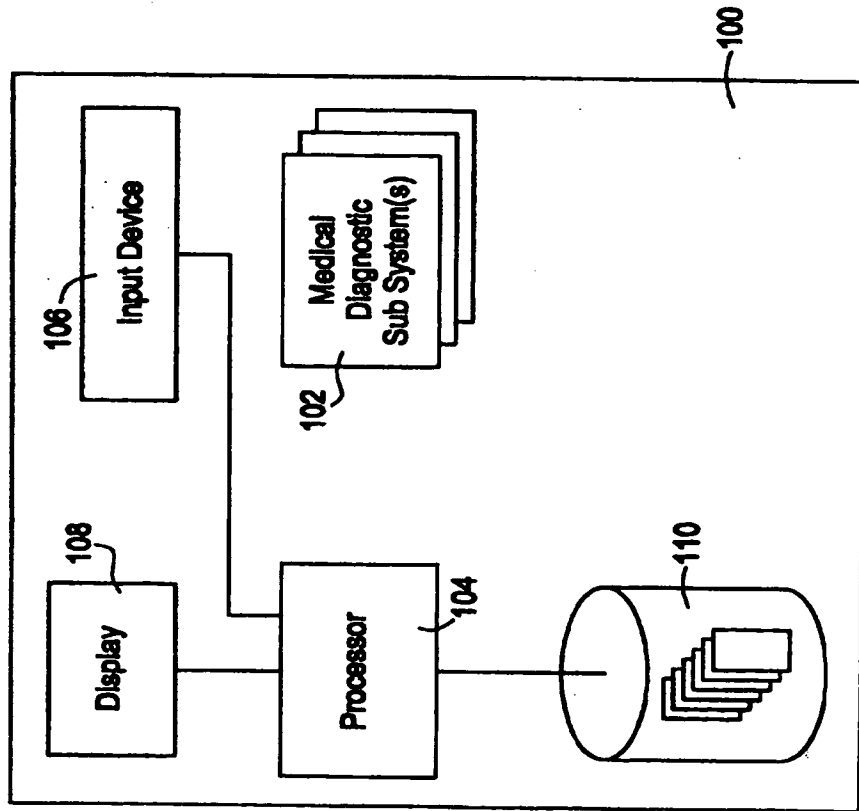 100
106
Input Device
Medical
Diagnostic
Sub System(s)
102
108
Display
Processor
104
110